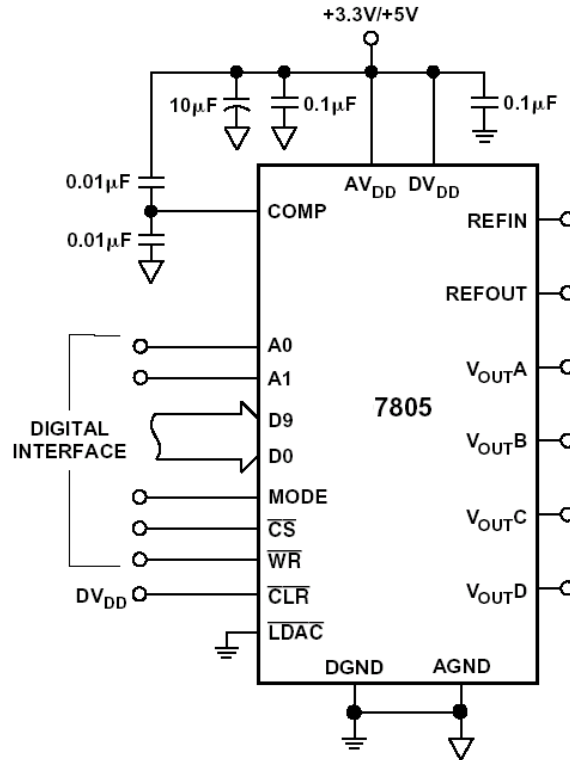 +3.3V/+5V
10μF
0.1μF
0.1μF
0.01μF
0.01μF
AVDD
DVDD
COMP
REFIN
REFOUT
A0
A1
D9
D0
7805
VOUTA
VOUTB
VOUTC
VOUTD
DIGITAL
INTERFACE
MODE
CS
WR
DVDD
CLR
LDAC
DGND
AGND